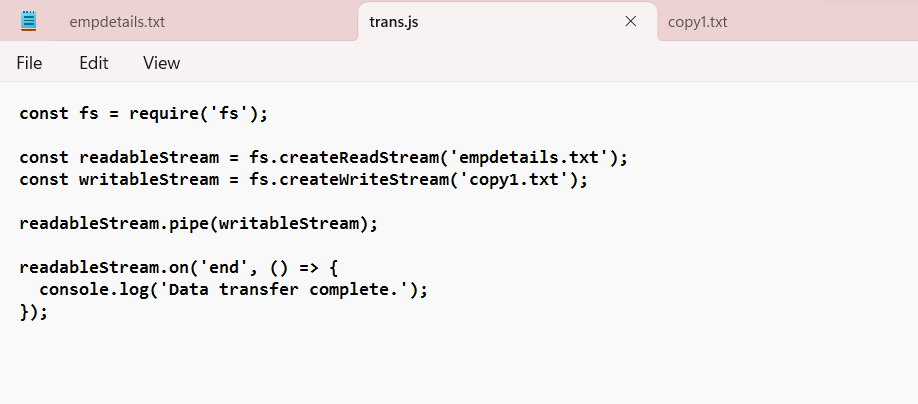 empdetails.txt
trans.js
copy1.txt
File Edit View
const fs = require('fs');
const readableStream = fs.createReadStream('empdetails.txt');
const writableStream = fs.createWriteStream('copy1.txt');
readableStream.pipe(writableStream);
readableStream.on('end', () => {
  console.log('Data transfer complete.');
});